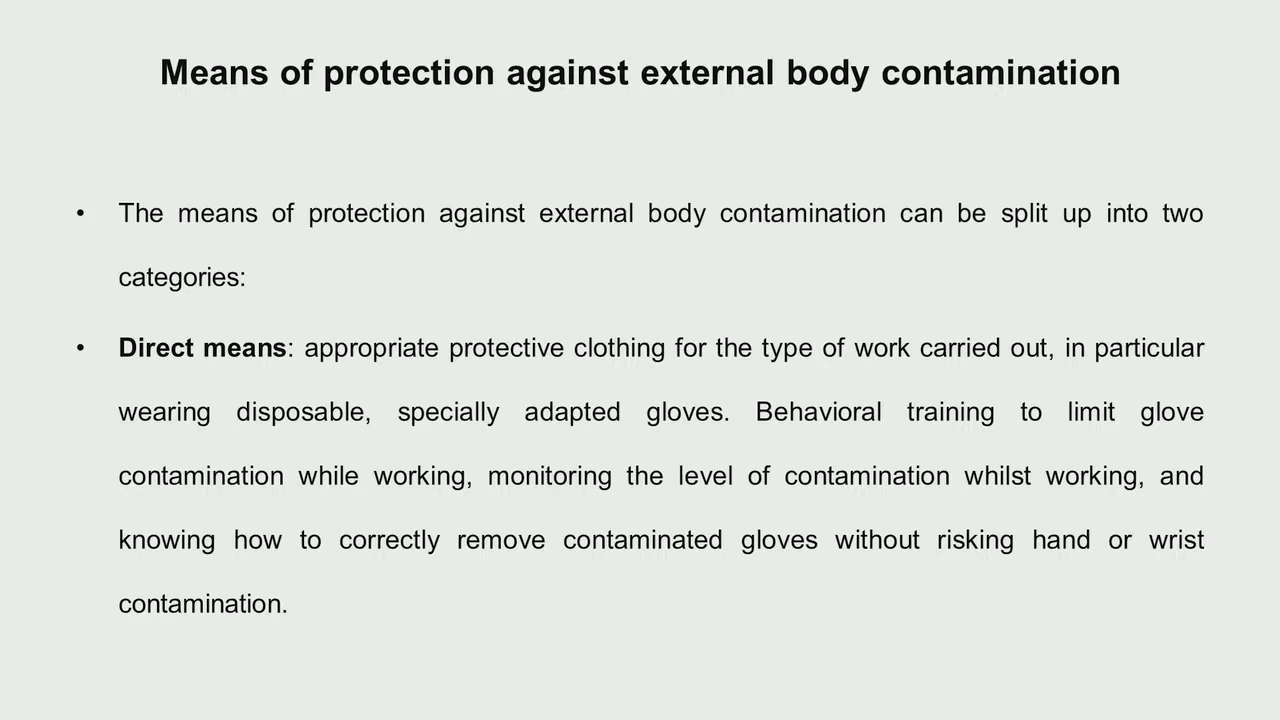 Means of protection against external body contamination
• The means of protection against external body contamination can be split up into two
categories:
• Direct means: appropriate protective clothing for the type of work carried out, in particular
wearing disposable, specially adapted gloves. Behavioral training to limit glove
contamination while working, monitoring the level of contamination whilst working, and
knowing how to correctly remove contaminated gloves without risking hand or wrist
contamination.